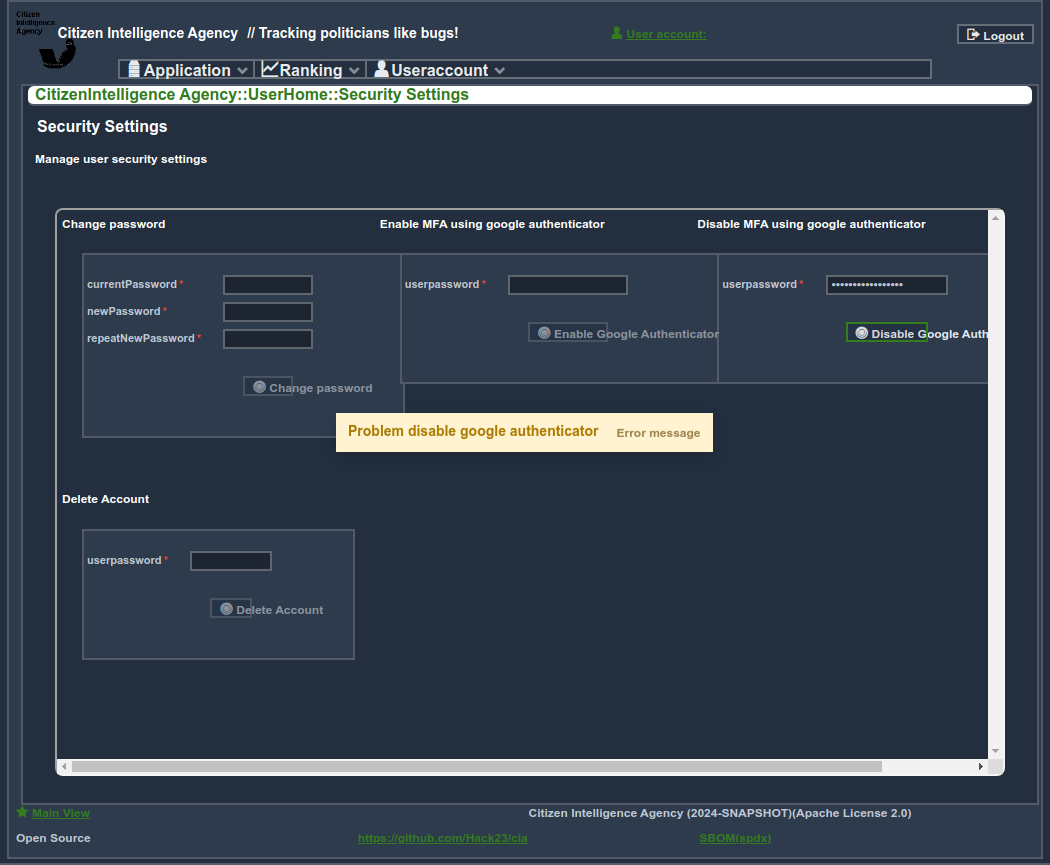 Citizen
Intelligence
Agency
Citizen Intelligence Agency // Tracking politicians like bugs!
User account:
Logout
Application Ranking Useraccount
CitizenIntelligence Agency::UserHome::Security Settings
Security Settings
Manage user security settings
Change password Enable MFA using google authenticator Disable MFA using google authenticator
currentPassword* userpassword* userpassword* •••••••••••••••••
newPassword*
repeatNewPassword*
Enable Google Authenticator Disable Google Auth
Change password
Problem disable google authenticator Error message
Delete Account
userpassword*
Delete Account
Main View Citizen Intelligence Agency (2024-SNAPSHOT)(Apache License 2.0)
Open Source https://github.com/Hack23/cia SBOM(spdx)